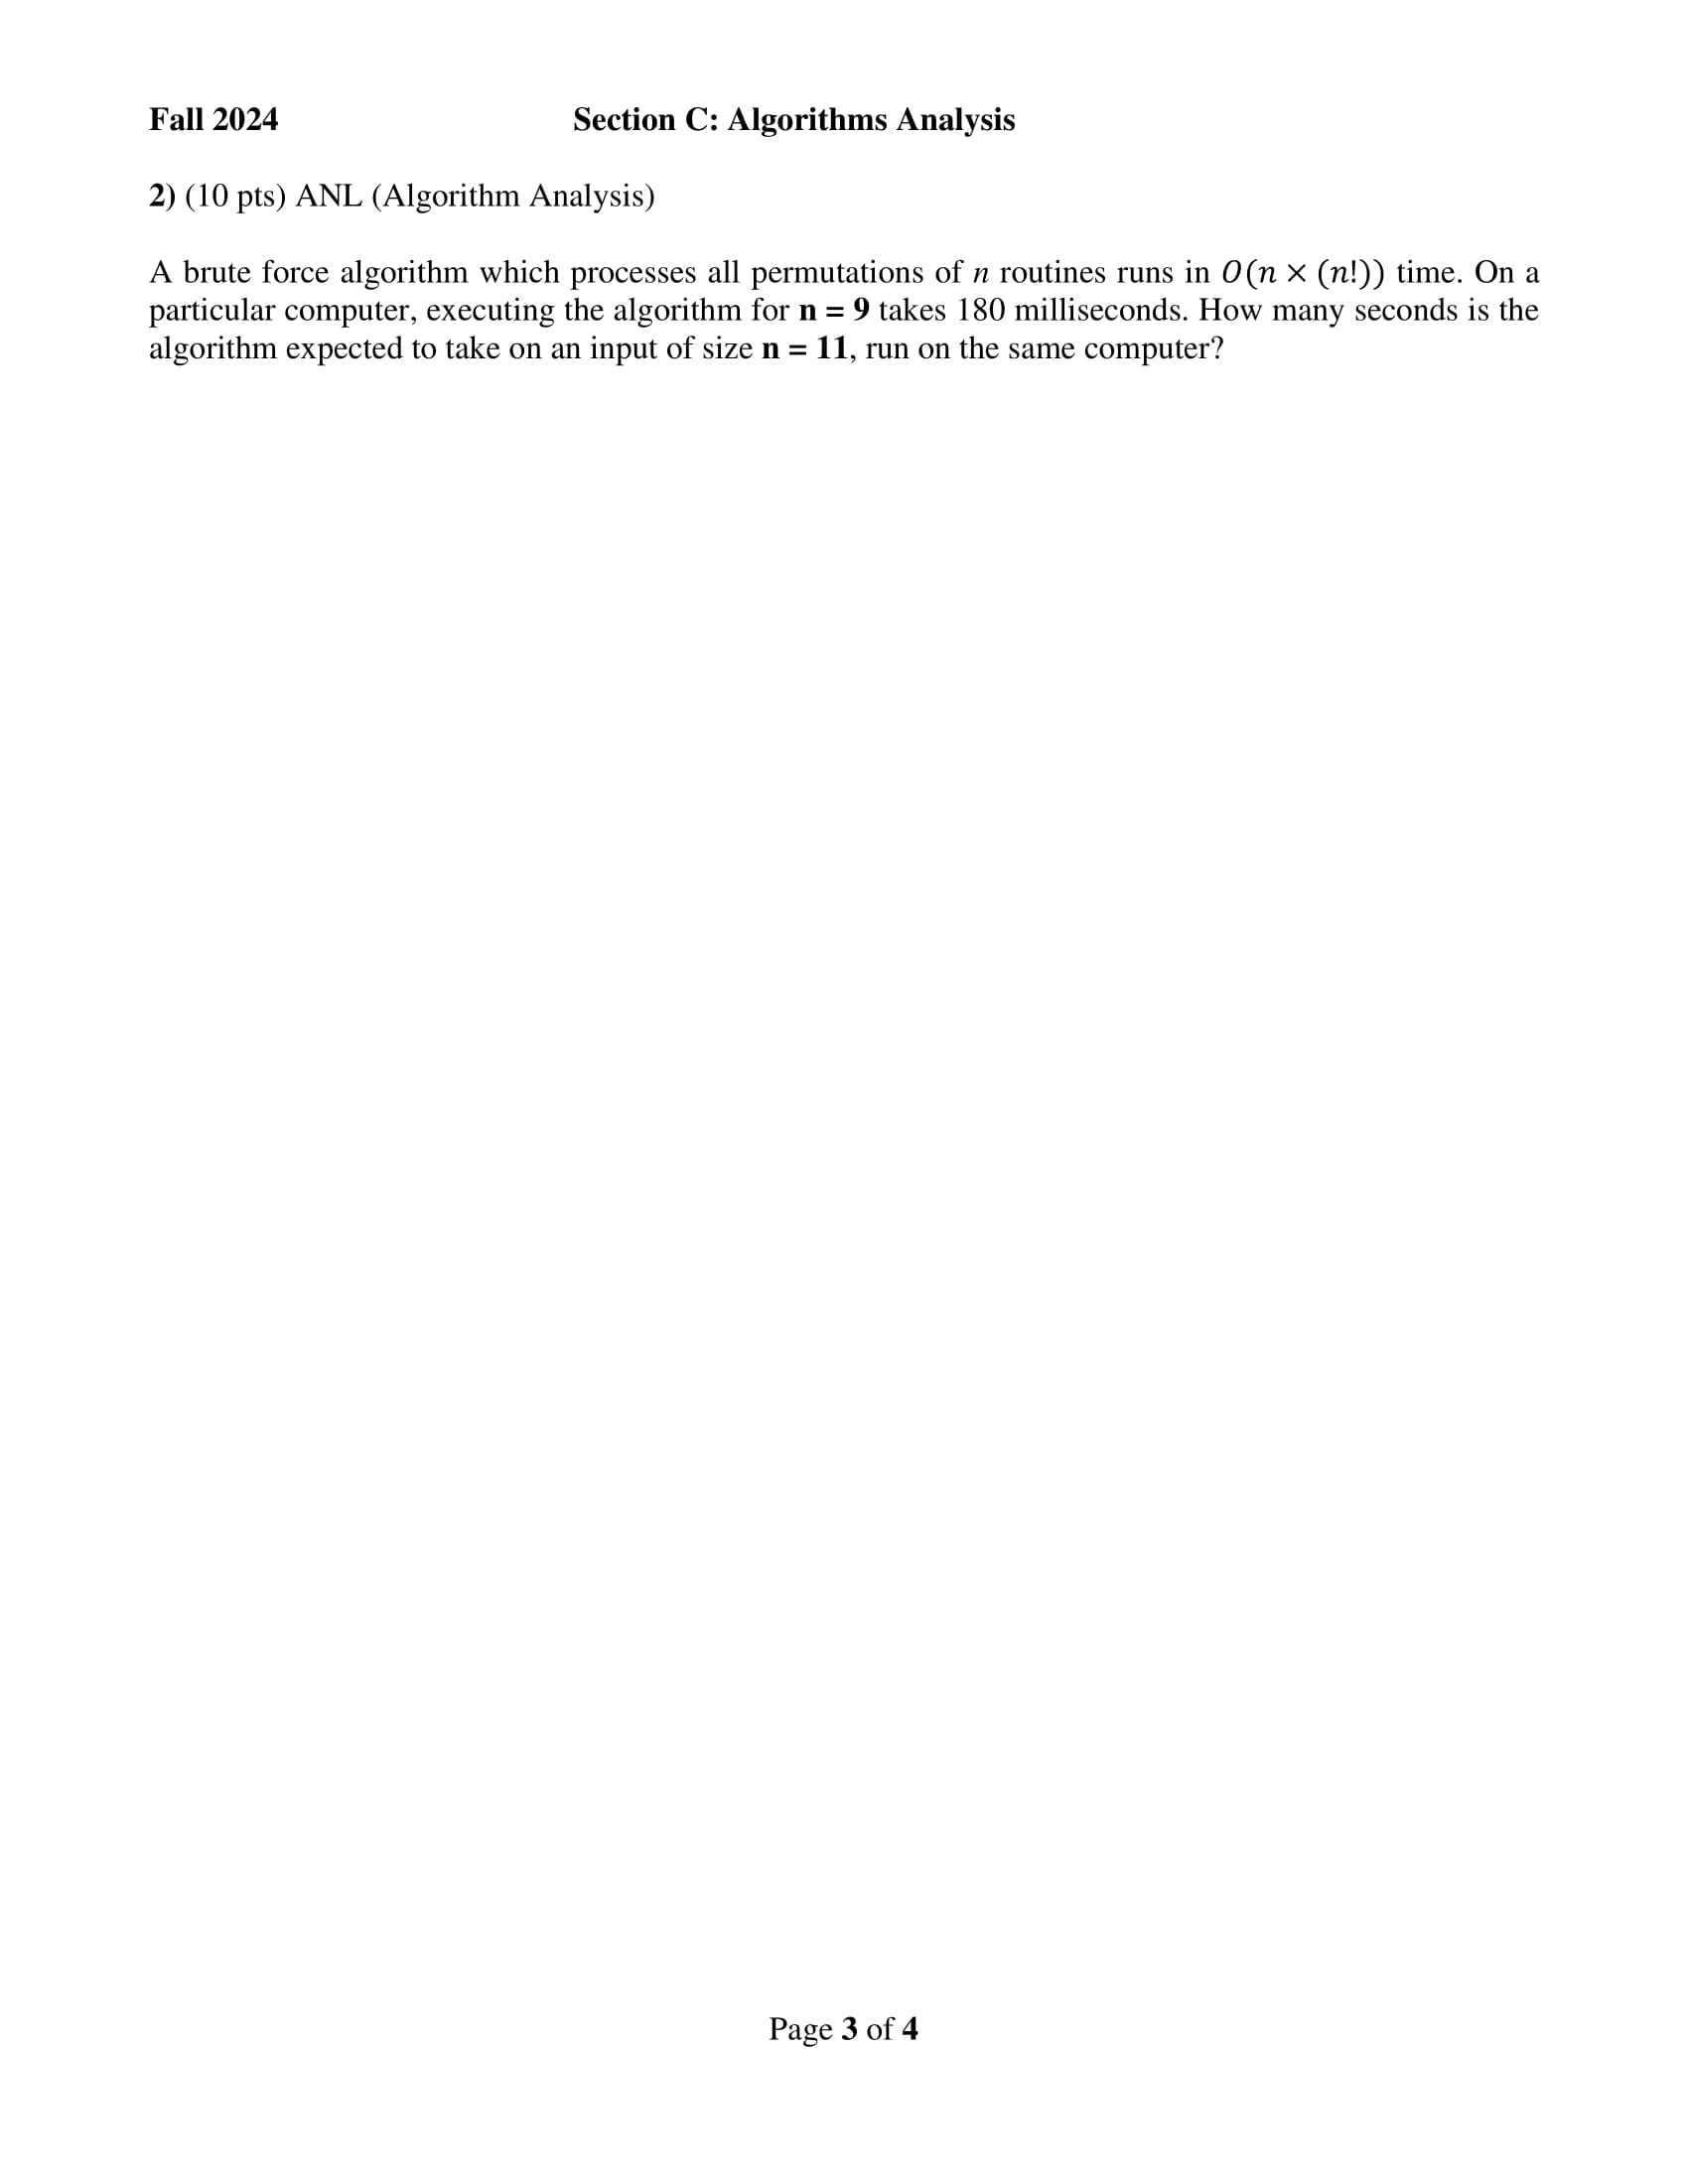 Fall 2024 Section C: Algorithms Analysis
2) (10 pts) ANL (Algorithm Analysis)
A brute force algorithm which processes all permutations of n routines runs in O(n × (n!)) time. On a
particular computer, executing the algorithm for n = 9 takes 180 milliseconds. How many seconds is the
algorithm expected to take on an input of size n = 11, run on the same computer?
Page 3 of 4